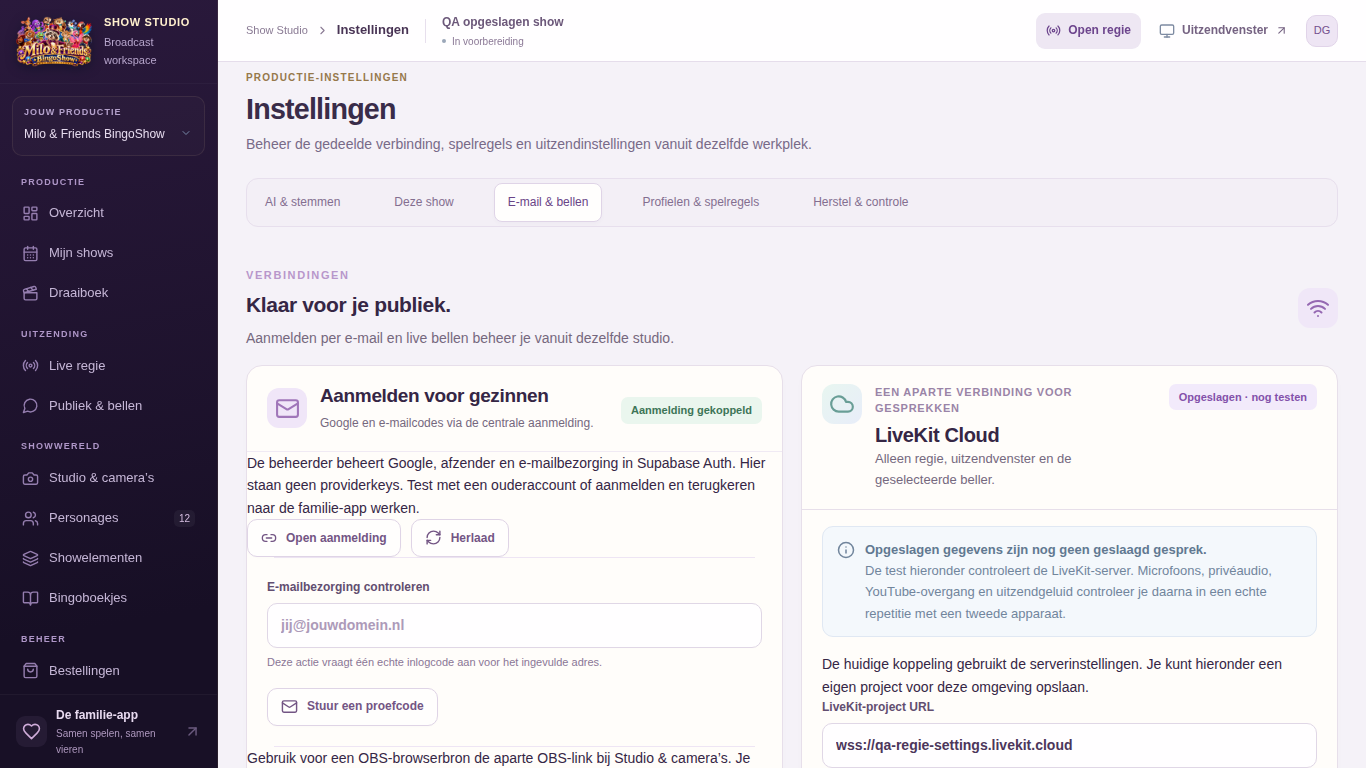 Milo & Friends
BingoShow
SHOW STUDIO
Broadcast
workspace
JOUW PRODUCTIE
Milo & Friends BingoShow
PRODUCTIE
Overzicht
Mijn shows
Draaiboek
UITZENDING
Live regie
Publiek & bellen
SHOWWERELD
Studio & camera's
Personages
12
Showelementen
Bingoboekjes
BEHEER
Bestellingen
De familie-app
Samen spelen, samen
vieren
Show Studio
Instellingen
QA opgeslagen show
In voorbereiding
Open regie
Uitzendvenster
DG
PRODUCTIE-INSTELLINGEN
Instellingen
Beheer de gedeelde verbinding, spelregels en uitzendinstellingen vanuit dezelfde werkplek.
AI & stemmen
Deze show
E-mail & bellen
Profielen & spelregels
Herstel & controle
VERBINDINGEN
Klaar voor je publiek.
Aanmelden per e-mail en live bellen beheer je vanuit dezelfde studio.
Aanmelden voor gezinnen
Google en e-mailcodes via de centrale aanmelding.
Aanmelding gekoppeld
De beheerder beheert Google, afzender en e-mailbezorging in Supabase Auth. Hier
staan geen providerkeys. Test met een ouderaccount of aanmelden en terugkeren
naar de familie-app werken.
Open aanmelding
Herlaad
E-mailbezorging controleren
jij@jouwdomein.nl
Deze actie vraagt één echte inlogcode aan voor het ingevulde adres.
Stuur een proefcode
Gebruik voor een OBS-browserbron de aparte OBS-link bij Studio & camera's. Je
EEN APARTE VERBINDING VOOR
GESPREKKEN
LiveKit Cloud
Alleen regie, uitzendvenster en de
geselecteerde beller.
Opgeslagen · nog testen
Opgeslagen gegevens zijn nog geen geslaagd gesprek.
De test hieronder controleert de LiveKit-server. Microfoons, privéaudio,
YouTube-overgang en uitzendgeluid controleer je daarna in een echte
repetitie met een tweede apparaat.
De huidige koppeling gebruikt de serverinstellingen. Je kunt hieronder een
eigen project voor deze omgeving opslaan.
LiveKit-project URL
wss://qa-regie-settings.livekit.cloud